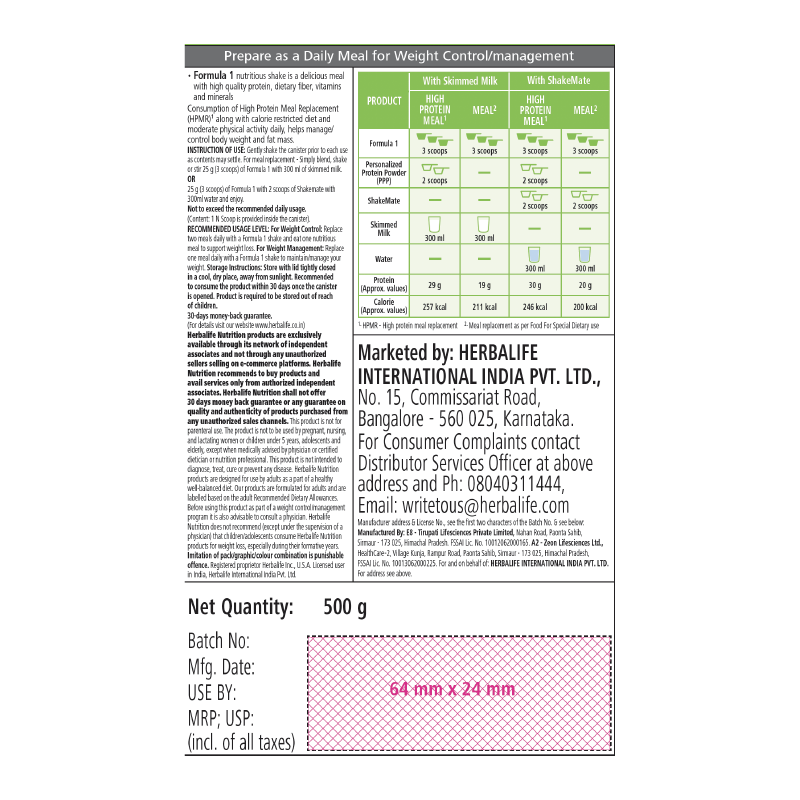 Prepare as a Daily Meal for Weight Control/management
• Formula 1 nutritious shake is a delicious meal
with high quality protein, dietary fiber, vitamins
and minerals
Consumption of High Protein Meal Replacement
(HPMR)¹ along with calorie restricted diet and
moderate physical activity daily, helps manage/
control body weight and fat mass.
INSTRUCTION OF USE: Gently shake the canister prior to each use
as contents may settle. For meal replacement - Simply blend, shake
or stir 25 g (3 scoops) of Formula 1 with 300 ml of skimmed milk.
OR
25 g (3 scoops) of Formula 1 with 2 scoops of Shakemate with
300ml water and enjoy.
Not to exceed the recommended daily usage.
(Content: 1 N Scoop is provided inside the canister).
RECOMMENDED USAGE LEVEL: For Weight Control: Replace
two meals daily with a Formula 1 shake and eat one nutritious
meal to support weight loss. For Weight Management: Replace
one meal daily with a Formula 1 shake to maintain/manage your
weight. Storage Instructions: Store with lid tightly closed
in a cool, dry place, away from sunlight. Recommended
to consume the product within 30 days once the canister
is opened. Product is required to be stored out of reach
of children.
30-days money-back guarantee.
(For details visit our website www.herbalife.co.in)
Herbalife Nutrition products are exclusively
available through its network of independent
associates and not through any unauthorized
sellers selling on e-commerce platforms. Herbalife
Nutrition recommends to buy products and
avail services only from authorized independent
associates. Herbalife Nutrition shall not offer
30 days money back guarantee or any guarantee on
quality and authenticity of products purchased from
any unauthorized sales channels. This product is not for
parenteral use. The product is not to be used by pregnant, nursing,
and lactating women or children under 5 years, adolescents and
elderly, except when medically advised by physician or certified
dietician or nutrition professional. This product is not intended to
diagnose, treat, cure or prevent any disease. Herbalife Nutrition
products are designed for use by adults as a part of a healthy
well-balanced diet. Our products are formulated for adults and are
labelled based on the adult Recommended Dietary Allowances.
Before using this product as part of a weight control/management
program it is also advisable to consult a physician. Herbalife
Nutrition does not recommend (except under the supervision of a
physician) that children/adolescents consume Herbalife Nutrition
products for weight loss, especially during their formative years.
Imitation of pack/graphic/colour combination is punishable
offence. Registered proprietor Herbalife Inc., U.S.A. Licensed user
in India, Herbalife International India Pvt. Ltd.
PRODUCT
With Skimmed Milk
With ShakeMate
HIGH PROTEIN MEAL¹
MEAL²
HIGH PROTEIN MEAL¹
MEAL²
Formula 1
3 scoops
3 scoops
3 scoops
3 scoops
Personalized
Protein Powder
(PPP)
2 scoops
—
2 scoops
—
ShakeMate
—
—
2 scoops
2 scoops
Skimmed
Milk
300 ml
300 ml
—
—
Water
—
—
300 ml
300 ml
Protein
(Approx. values)
29 g
19 g
30 g
20 g
Calorie
(Approx. values)
257 kcal
211 kcal
246 kcal
200 kcal
1. HPMR - High protein meal replacement 2. Meal replacement as per Food For Special Dietary use
Marketed by: HERBALIFE
INTERNATIONAL INDIA PVT. LTD.,
No. 15, Commissariat Road,
Bangalore - 560 025, Karnataka.
For Consumer Complaints contact
Distributor Services Officer at above
address and Ph: 08040311444,
Email: writetous@herbalife.com
Manufacturer address & License No., see the first two characters of the Batch No. & see below:
Manufactured By: E8 - Tirupati Lifesciences Private Limited, Nahan Road, Paonta Sahib,
Sirmaur - 173 025, Himachal Pradesh. FSSAI Lic. No. 10012062000165. A2 - Zeon Lifesciences Ltd.,
HealthCare-2, Village Kunja, Rampur Road, Paonta Sahib, Sirmaur - 173 025, Himachal Pradesh,
FSSAI Lic. No. 10013062000225. For and on behalf of: HERBALIFE INTERNATIONAL INDIA PVT. LTD.
For address see above.
Net Quantity: 500 g
Batch No:
Mfg. Date:
USE BY:
MRP; USP:
(incl. of all taxes)
64 mm x 24 mm